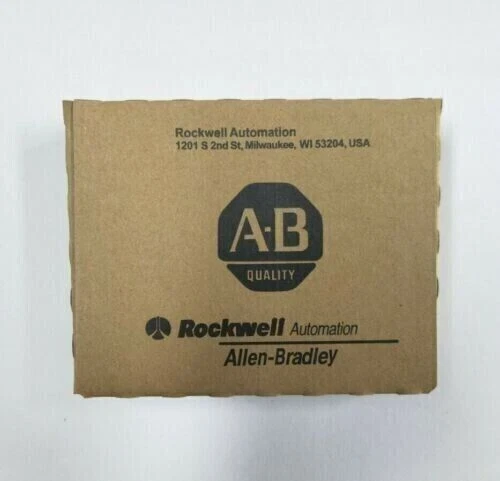 Rockwell Automation
1201 S 2nd St, Milwaukee, WI 53204, USA
A-B
QUALITY
Rockwell Automation
Allen-Bradley